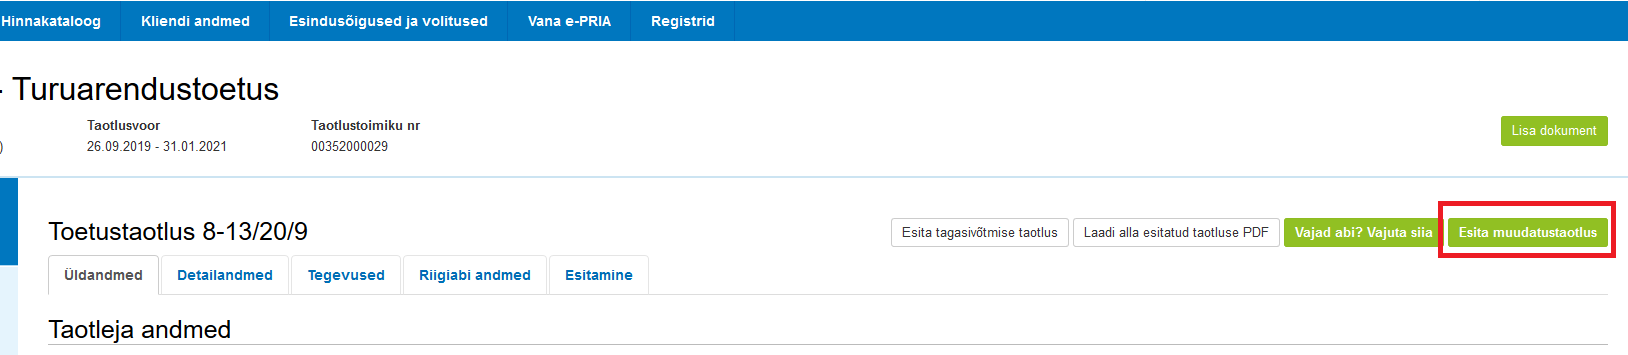 Hinnakataloog Kliendi andmed Esindusõigused ja volitused Vana e-PRIA Registrid
- Turuarendustoetus
Taotlusvoor Taotlustoimiku nr
) 26.09.2019 - 31.01.2021 00352000029
Lisa dokument
Toetustaotlus 8-13/20/9
Esita tagasivõtmise taotlus Laadi alla esitatud taotluse PDF Vajad abi? Vajuta siia Esita muudatustaotlus
Üldandmed Detailandmed Tegevused Riigiabi andmed Esitamine
Taotleja andmed